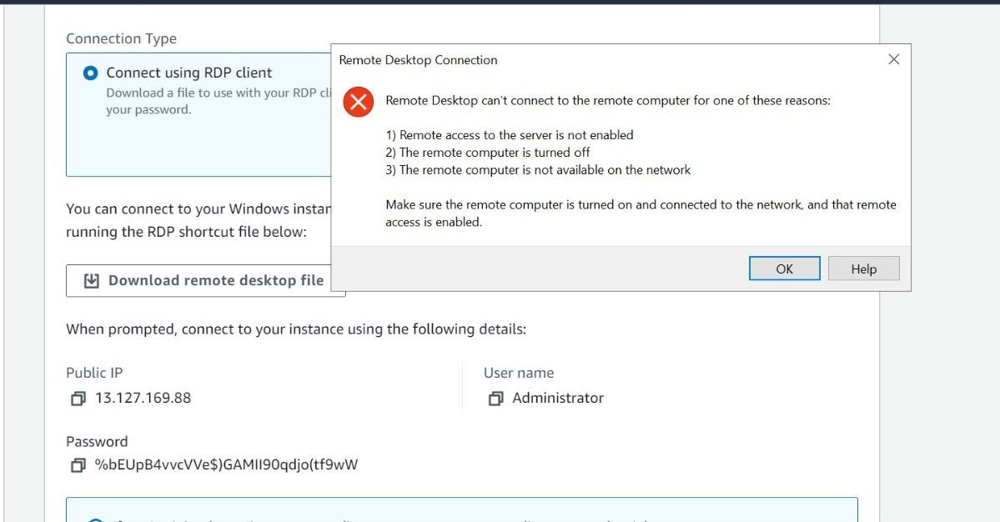 Connection Type
Remote Desktop Connection
Connect using RDP client
Download a file to use with your RDP
your password.
Remote Desktop can't connect to the remote computer for one of these reasons:
1) Remote access to the server is not enabled
2) The remote computer is turned off
3) The remote computer is not available on the network
Make sure the remote computer is turned on and connected to the network, and that remote
access is enabled.
OK
Help
You can connect to your Windows
running the RDP shortcut file below:
Download remote desktop file
When prompted, connect to your instance using the following details:
Public IP
13.127.169.88
User name
Administrator
Password
%bEUpB4vvcVVe$)GAMII90qdjo(tf9wW